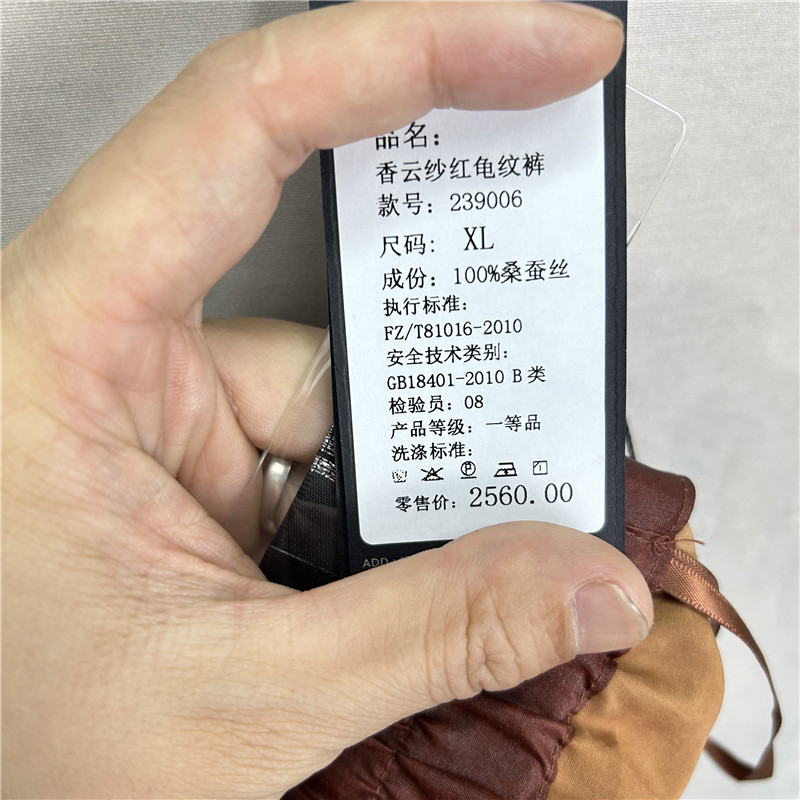 品名：
香云纱红龟纹裤
款号：239006
尺码： XL
成份：100%桑蚕丝
执行标准：
FZ/T81016-2010
安全技术类别：
GB18401-2010 B 类
检验员：08
产品等级：一等品
洗涤标准：
零售价：2560.00
ADD